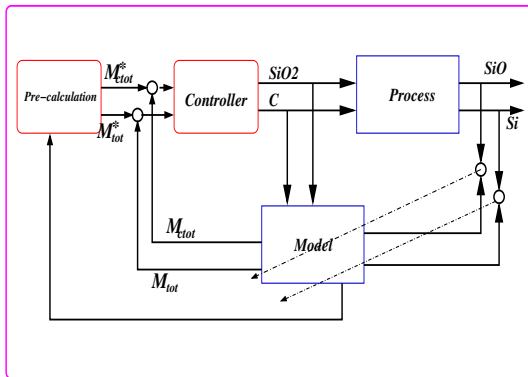 M*ctot
SiO2
SiO
Pre-calculation
Controller
C
Process
M*tot
Si
Mctot
Model
Mtot